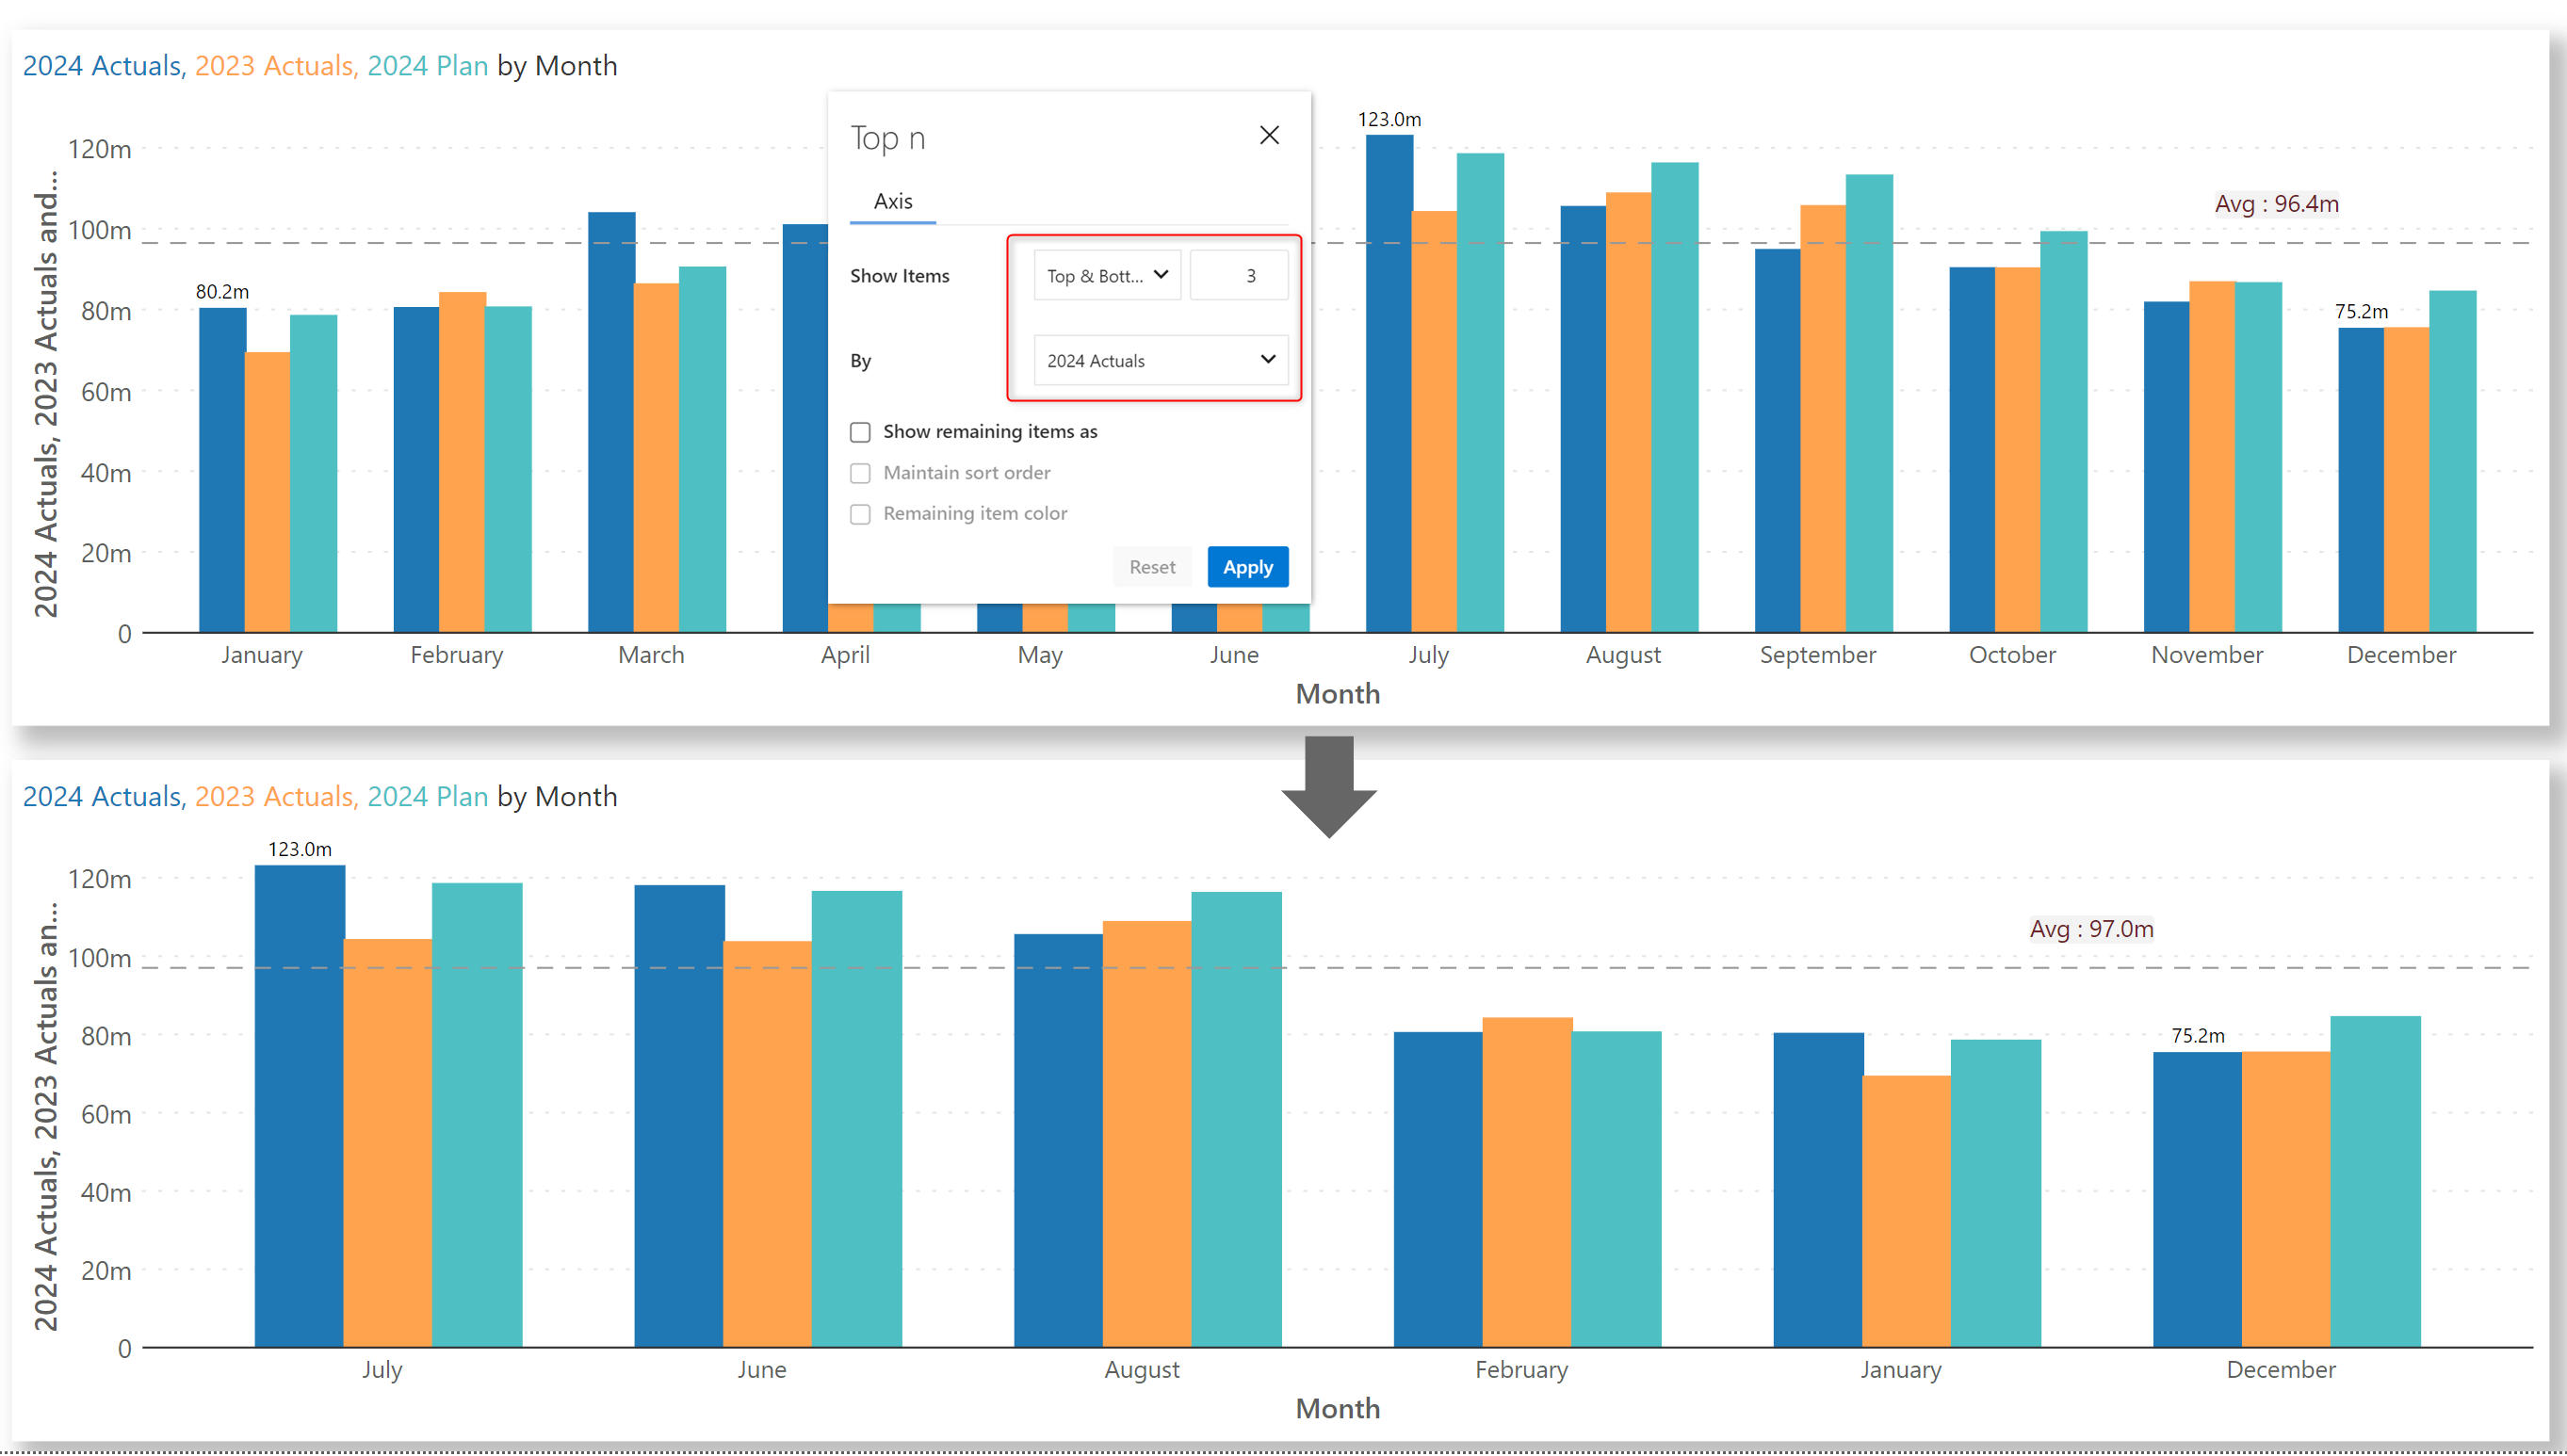 2024 Actuals, 2023 Actuals, 2024 Plan by Month
2024 Actuals, 2023 Actuals and...
120m
100m
80m
60m
40m
20m
0
80.2m
123.0m
75.2m
Avg : 96.4m
Top n
Axis
Show Items
Top & Bott...
3
By
2024 Actuals
Show remaining items as
Maintain sort order
Remaining item color
Reset
Apply
January
February
March
April
May
June
July
August
September
October
November
December
Month
2024 Actuals, 2023 Actuals, 2024 Plan by Month
2024 Actuals, 2023 Actuals an...
120m
100m
80m
60m
40m
20m
0
123.0m
75.2m
Avg : 97.0m
July
June
August
February
January
December
Month